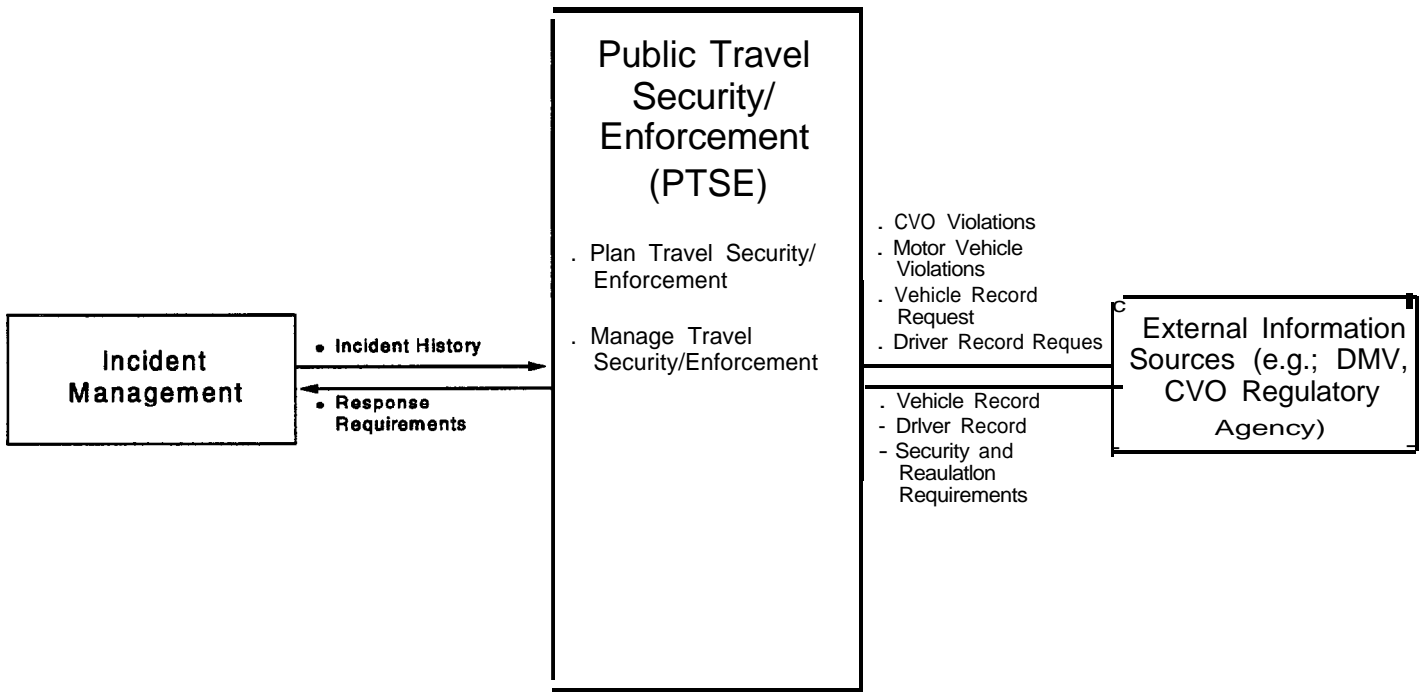 Public Travel
Security/
Enforcement
(PTSE)
. Plan Travel Security/
Enforcement
. Manage Travel
Security/Enforcement
Incident
Management
• Incident History
• Response
Requirements
. CVO Violations
. Motor Vehicle
Violations
. Vehicle Record
Request
. Driver Record Reques
. Vehicle Record
- Drlver Record
- Security and
Reaulatlon
Requirements
External Information
Sources (e.g.; DMV,
CVO Regulatory
Agency)